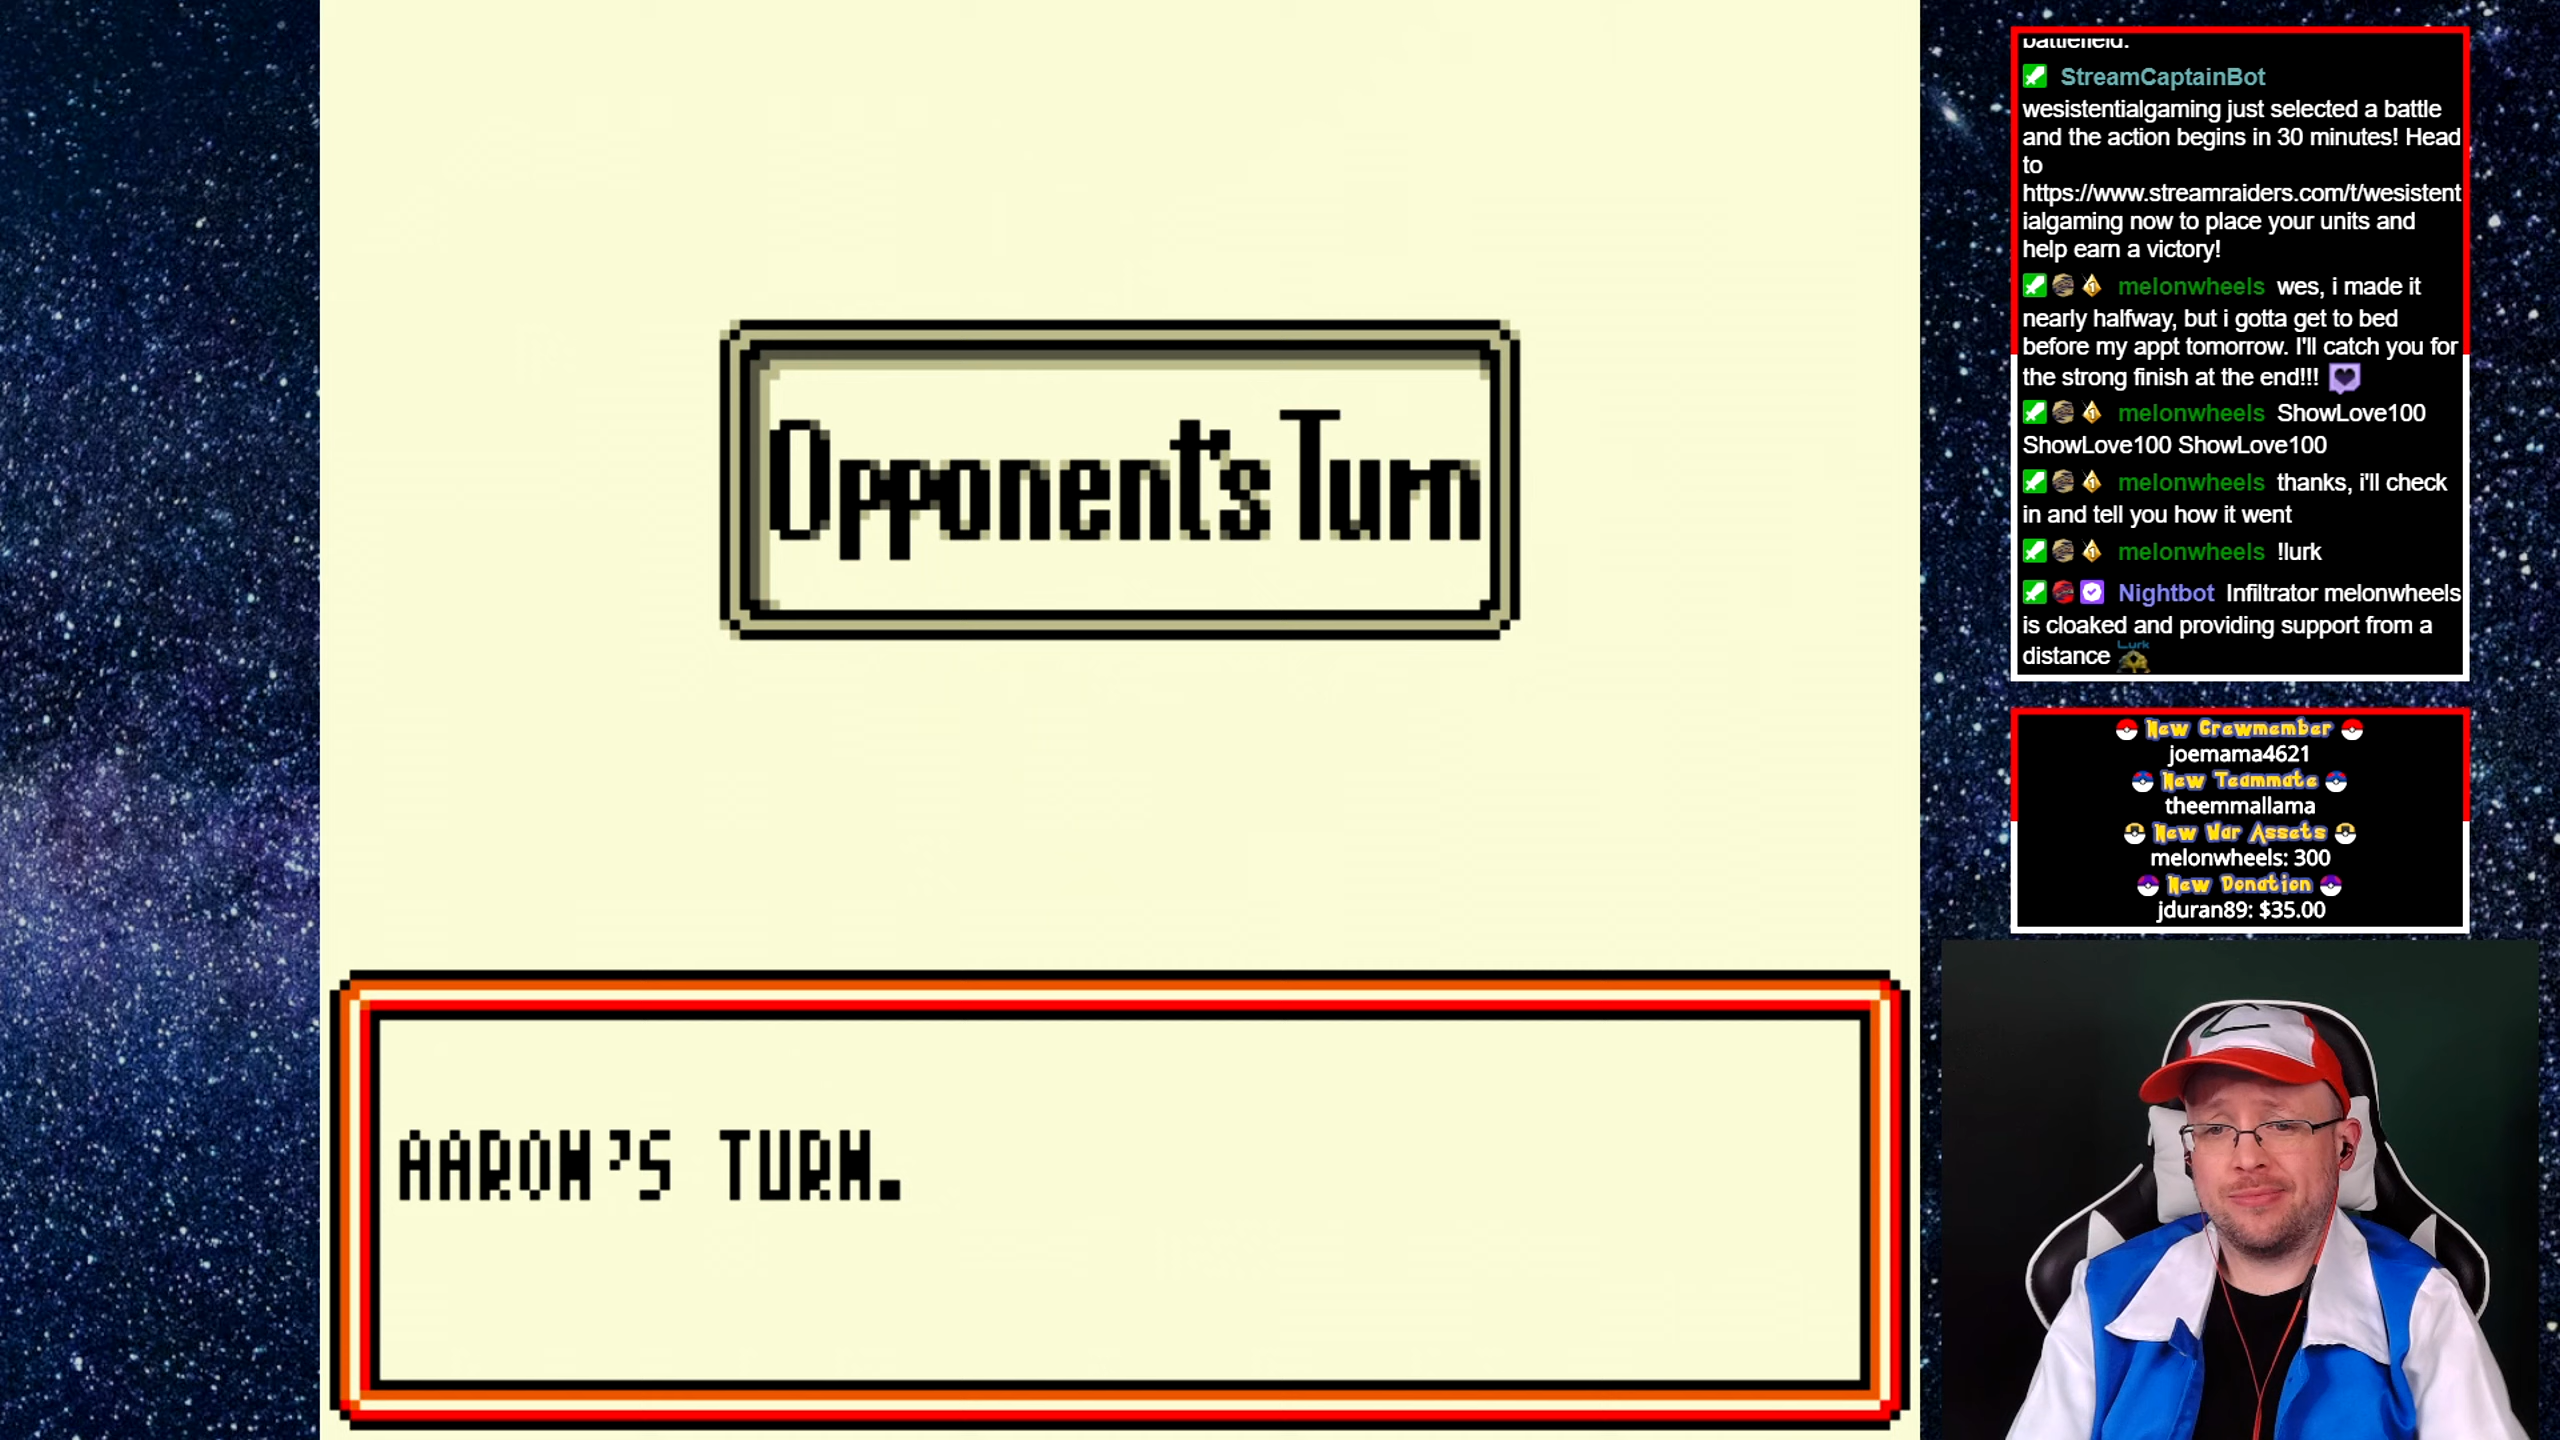 Opponent's Turn
AARON'S TURN.
battlefield.
StreamCaptainBot
wesistentialgaming just selected a battle
and the action begins in 30 minutes! Head
to
https://www.streamraiders.com/t/wesistent
ialgaming now to place your units and
help earn a victory!
melonwheels wes, i made it
nearly halfway, but i gotta get to bed
before my appt tomorrow. I'll catch you for
the strong finish at the end!!!
melonwheels ShowLove100
ShowLove100 ShowLove100
melonwheels thanks, i'll check
in and tell you how it went
melonwheels !lurk
Nightbot Infiltrator melonwheels
is cloaked and providing support from a
distance Lurk
New Crewmember
joemama4621
New Teammate
theemmallama
New War Assets
melonwheels: 300
New Donation
jduran89: $35.00